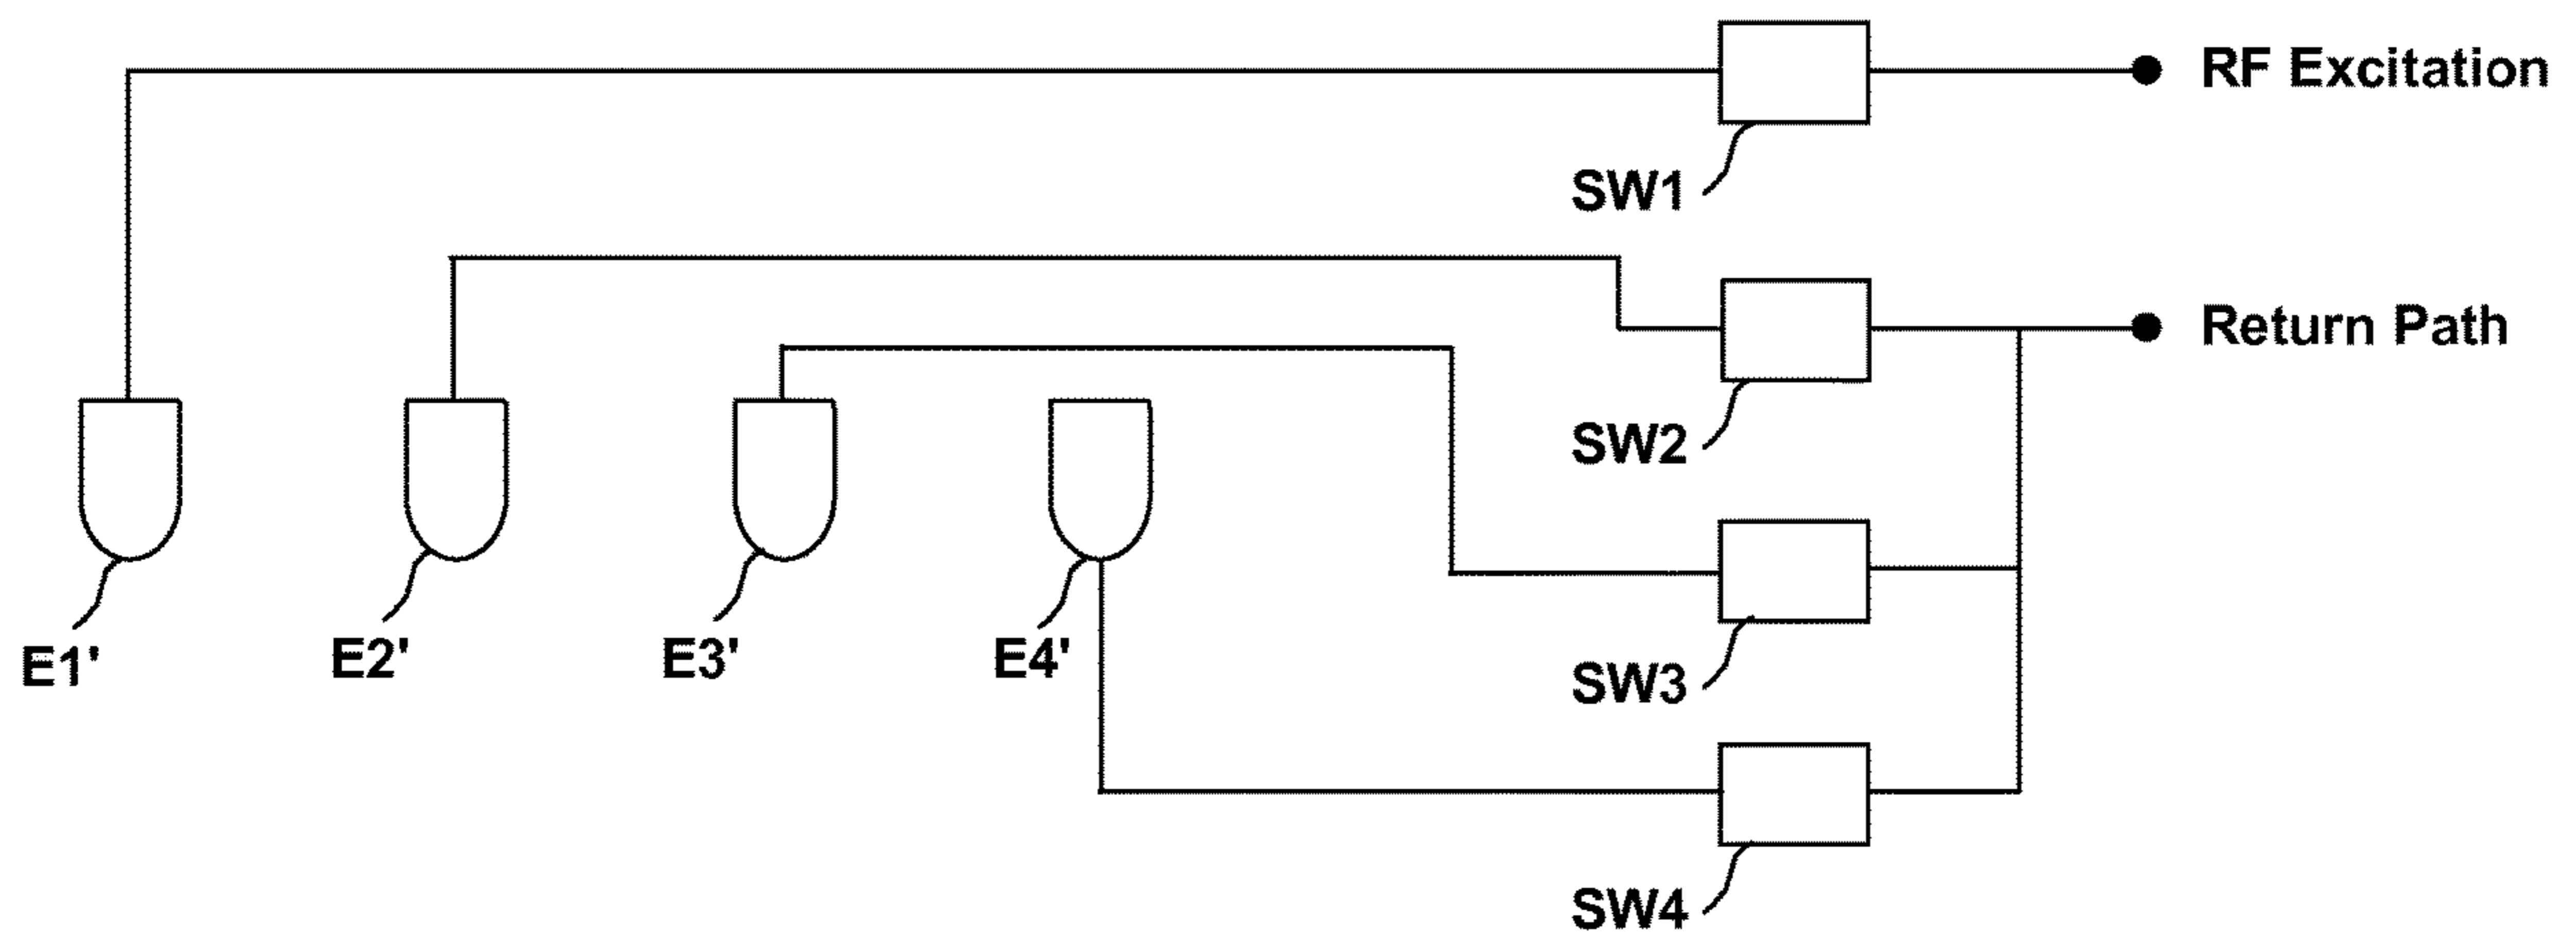 RF Excitation
SW1
Return Path
SW2
E1'
E2'
E3'
E4'
SW3
SW4